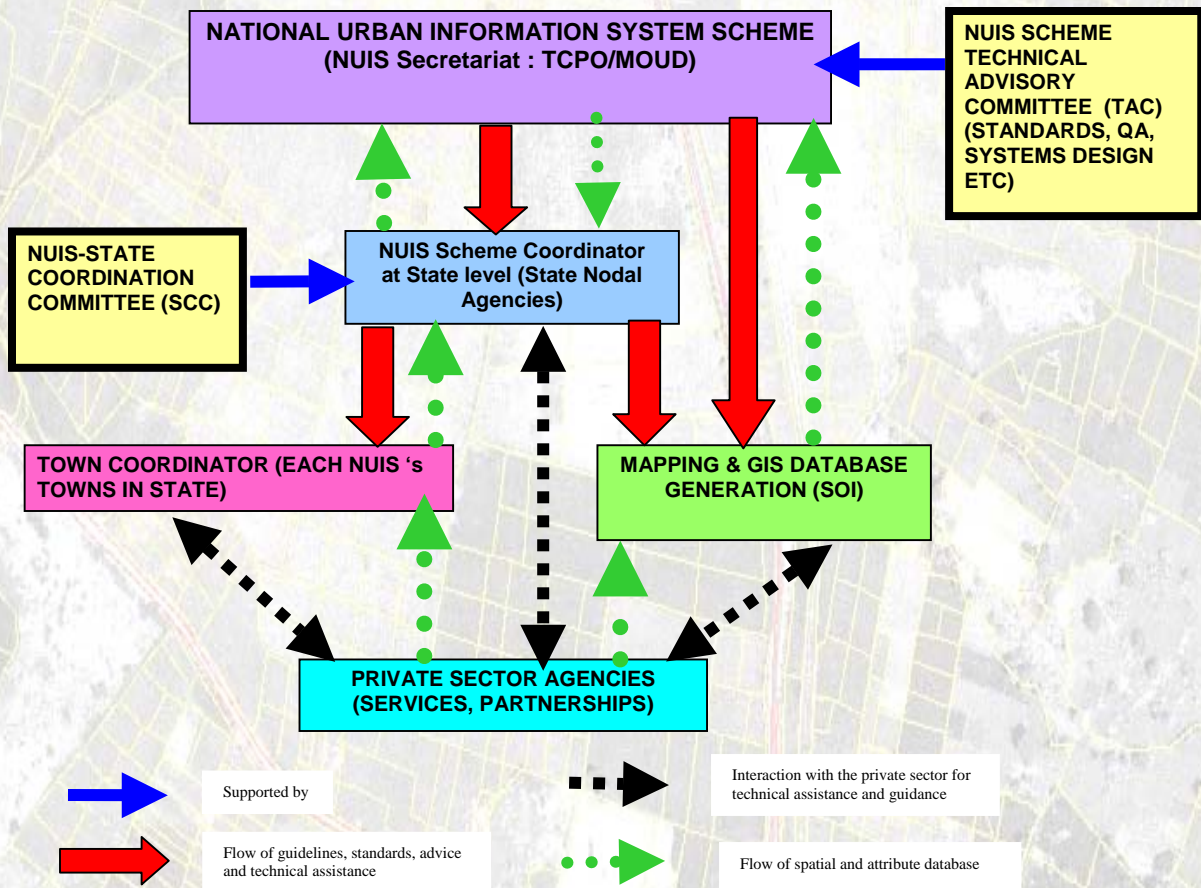 NATIONAL URBAN INFORMATION SYSTEM SCHEME
(NUIS Secretariat : TCPO/MOUD)
NUIS SCHEME
TECHNICAL
ADVISORY
COMMITTEE (TAC)
(STANDARDS, QA,
SYSTEMS DESIGN
ETC)
NUIS-STATE
COORDINATION
COMMITTEE (SCC)
NUIS Scheme Coordinator
at State level (State Nodal
Agencies)
TOWN COORDINATOR (EACH NUIS ‘s
TOWNS IN STATE)
MAPPING & GIS DATABASE
GENERATION (SOI)
PRIVATE SECTOR AGENCIES
(SERVICES, PARTNERSHIPS)
Supported by
Interaction with the private sector for
technical assistance and guidance
Flow of guidelines, standards, advice
and technical assistance
Flow of spatial and attribute database